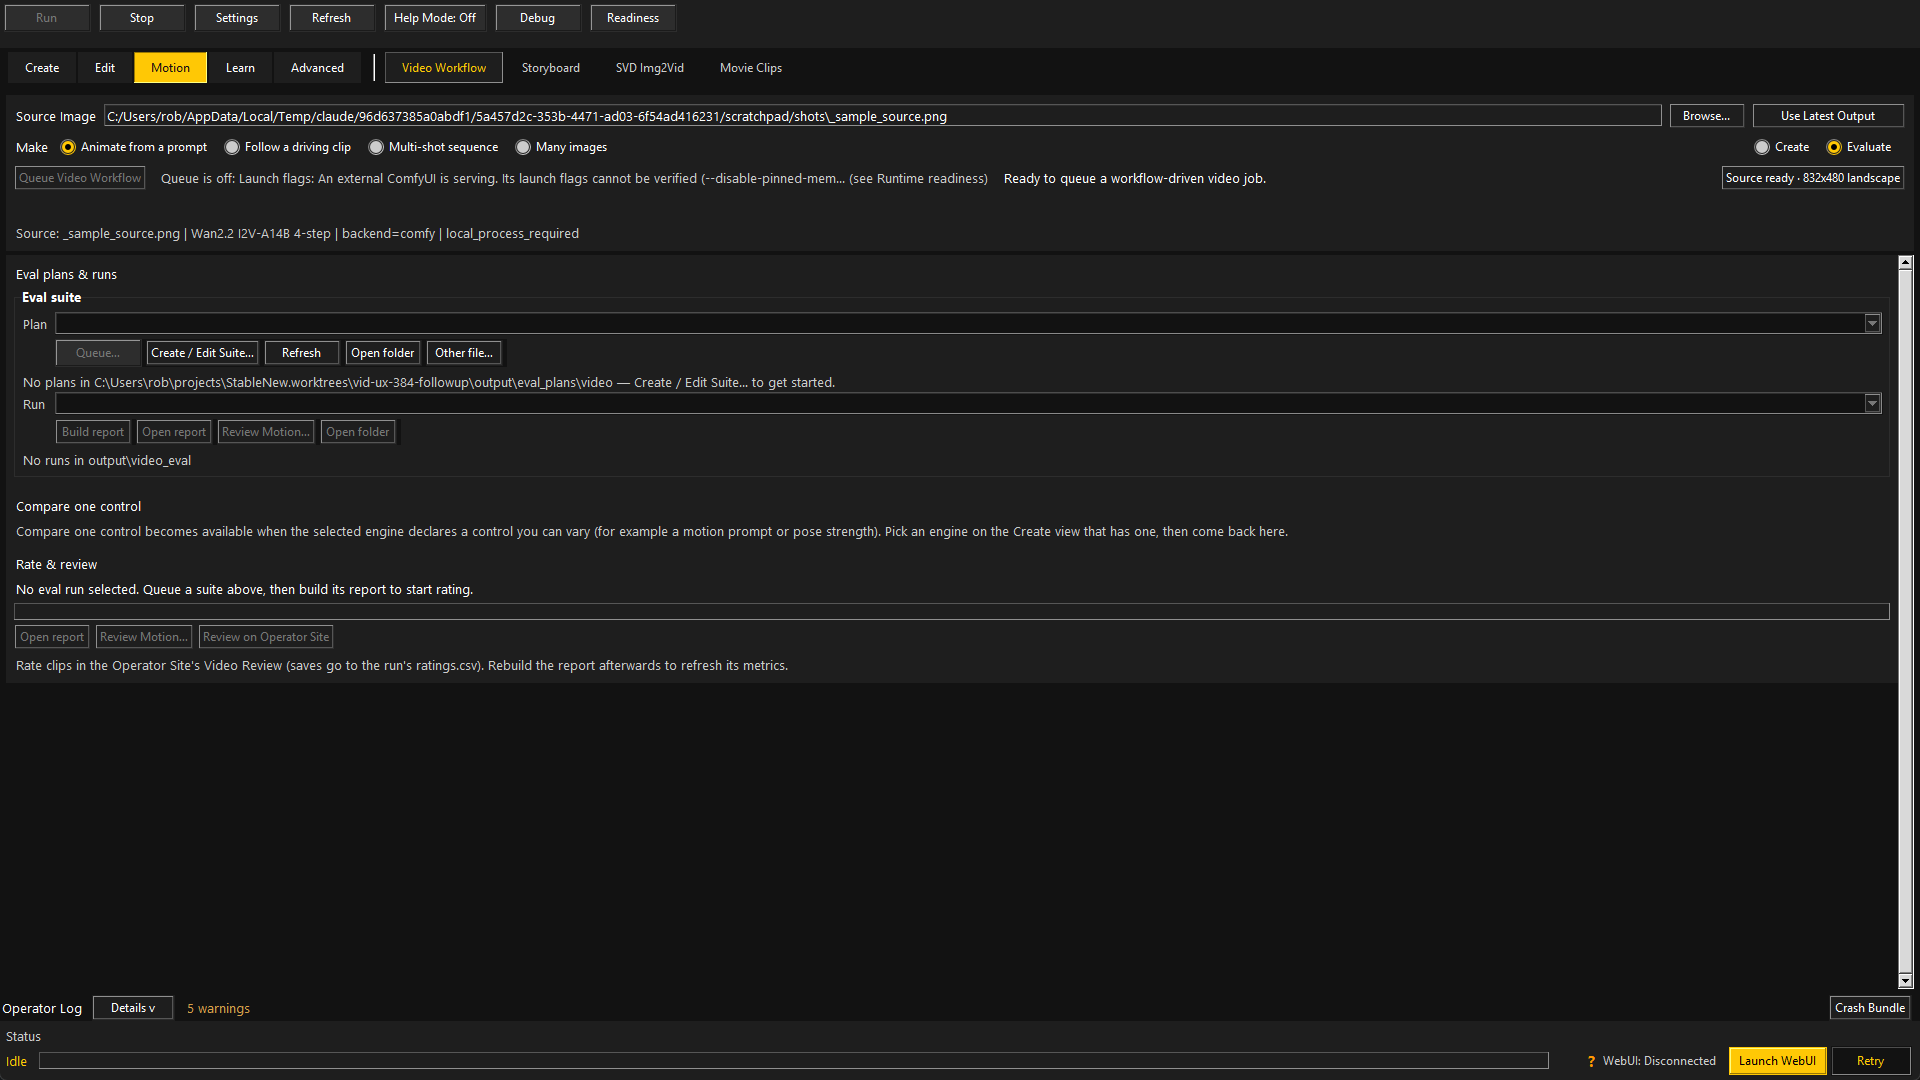 Run Stop Settings Refresh Help Mode: Off Debug Readiness
Create Edit Motion Learn Advanced Video Workflow Storyboard SVD Img2Vid Movie Clips
Source Image C:/Users/rob/AppData/Local/Temp/claude/96d637385a0abdf1/5a457d2c-353b-4471-ad03-6f54ad416231/scratchpad/shots\_sample_source.png Browse... Use Latest Output
Make Animate from a prompt Follow a driving clip Multi-shot sequence Many images Create Evaluate
Queue Video Workflow Queue is off: Launch flags: An external ComfyUI is serving. Its launch flags cannot be verified (--disable-pinned-mem... (see Runtime readiness) Ready to queue a workflow-driven video job. Source ready · 832x480 landscape
Source: _sample_source.png | Wan2.2 I2V-A14B 4-step | backend=comfy | local_process_required
Eval plans & runs
Eval suite
Plan
Queue... Create / Edit Suite... Refresh Open folder Other file...
No plans in C:\Users\rob\projects\StableNew.worktrees\vid-ux-384-followup\output\eval_plans\video — Create / Edit Suite... to get started.
Run
Build report Open report Review Motion... Open folder
No runs in output\video_eval
Compare one control
Compare one control becomes available when the selected engine declares a control you can vary (for example a motion prompt or pose strength). Pick an engine on the Create view that has one, then come back here.
Rate & review
No eval run selected. Queue a suite above, then build its report to start rating.
Open report Review Motion... Review on Operator Site
Rate clips in the Operator Site's Video Review (saves go to the run's ratings.csv). Rebuild the report afterwards to refresh its metrics.
Operator Log Details v 5 warnings Crash Bundle
Status
Idle ? WebUI: Disconnected Launch WebUI Retry